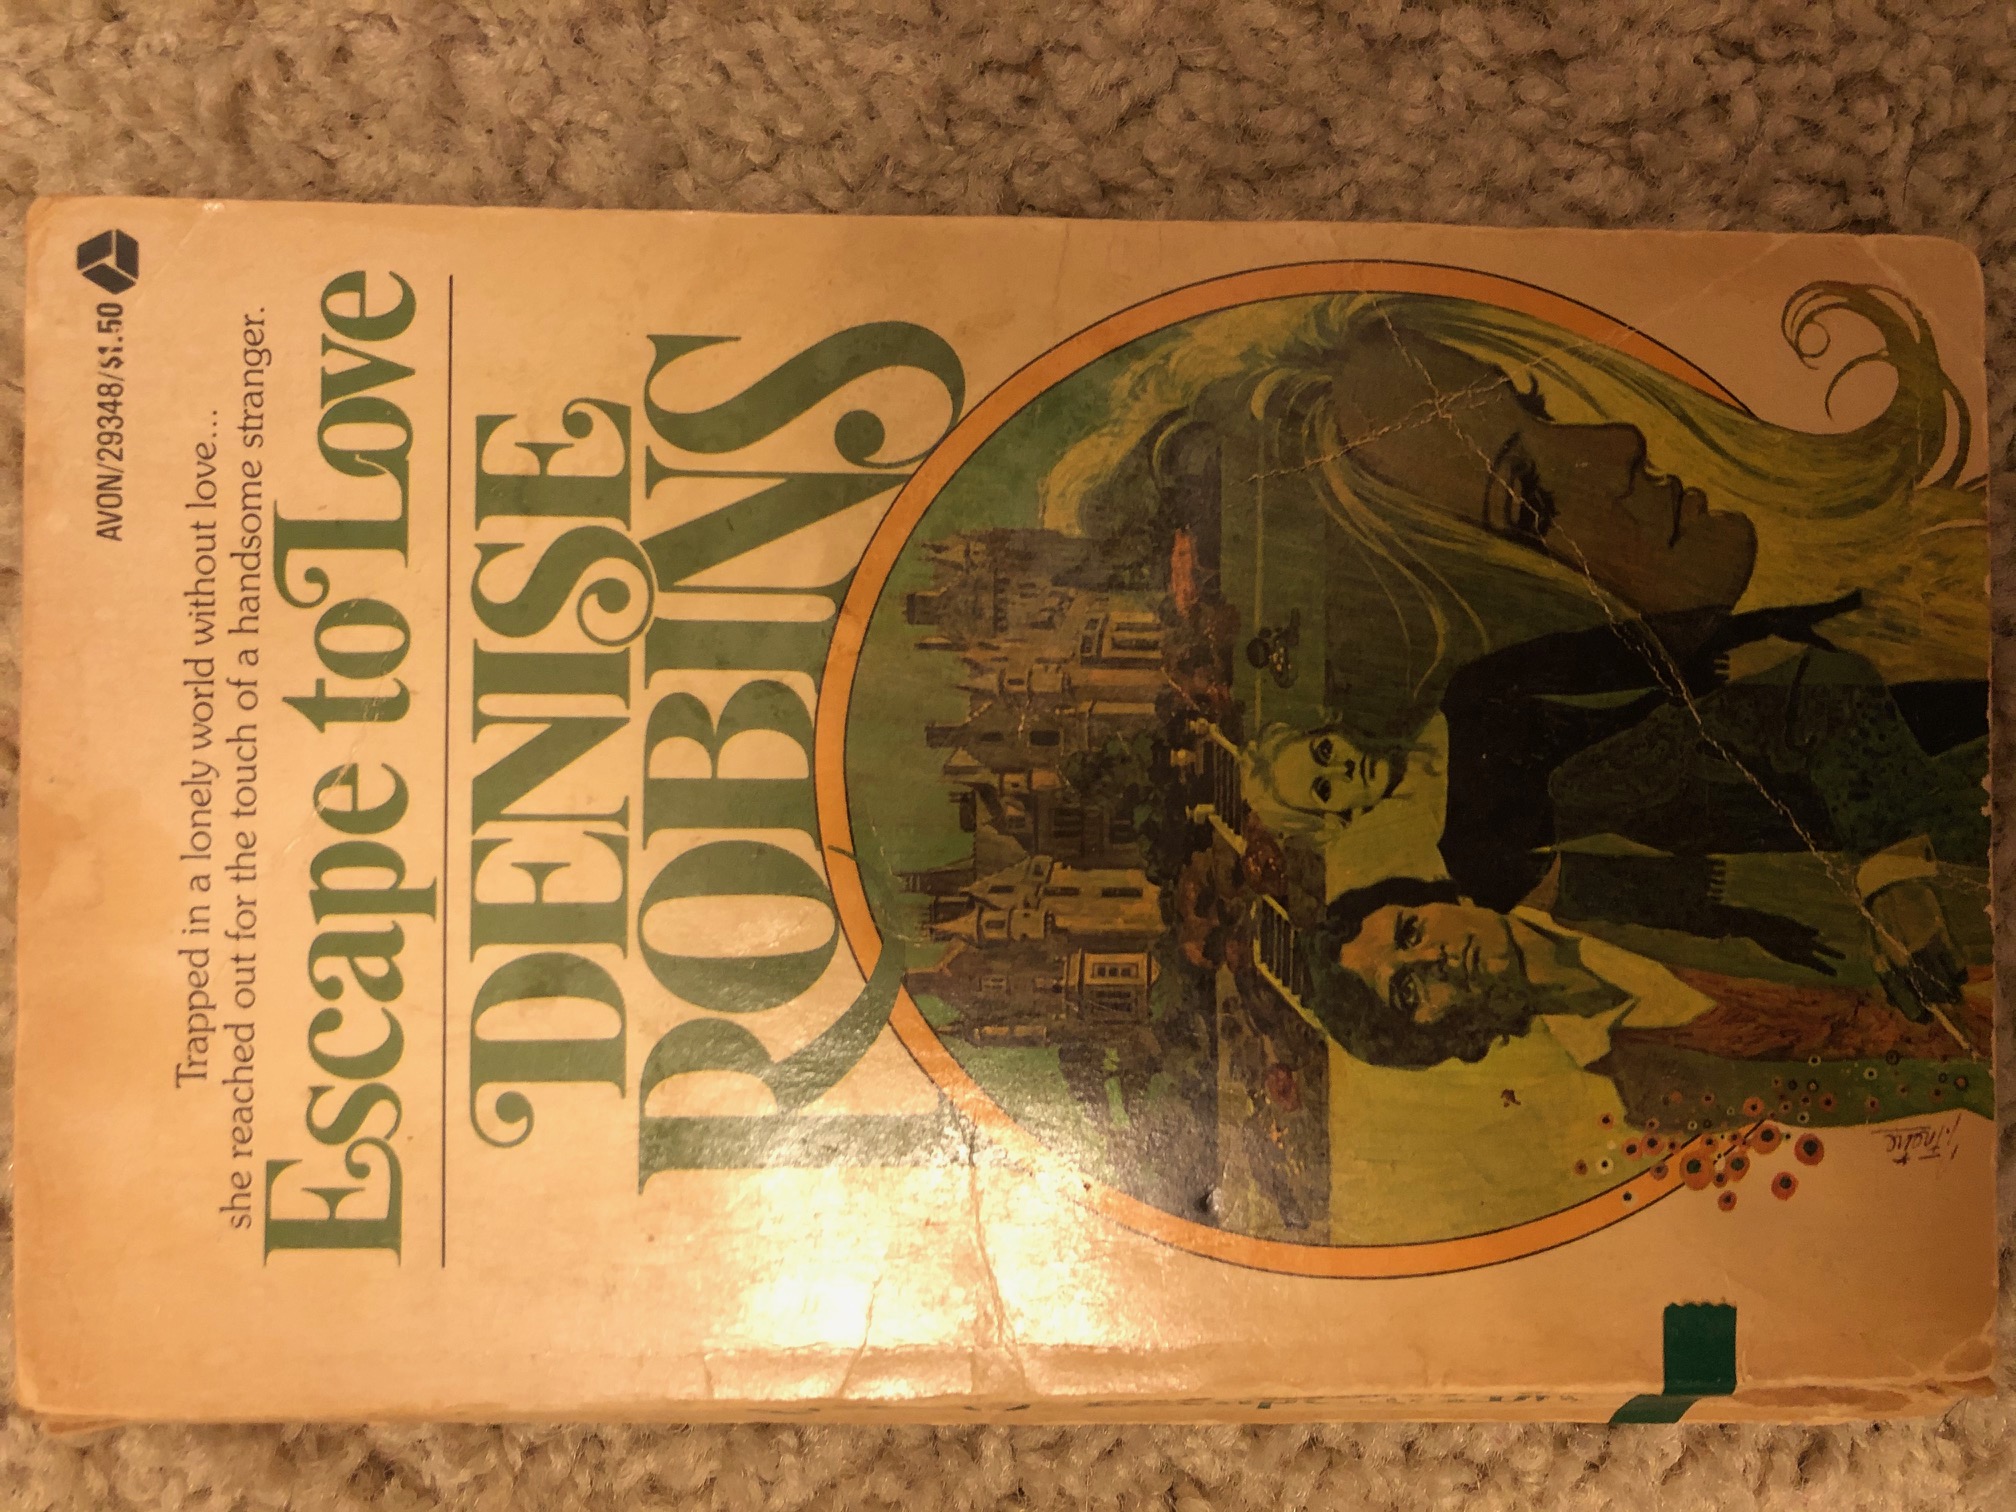 AVON/29348/$1.50
Trapped in a lonely world without love...
she reached out for the touch of a handsome stranger.
Escape to Love
DENISE
ROBINS